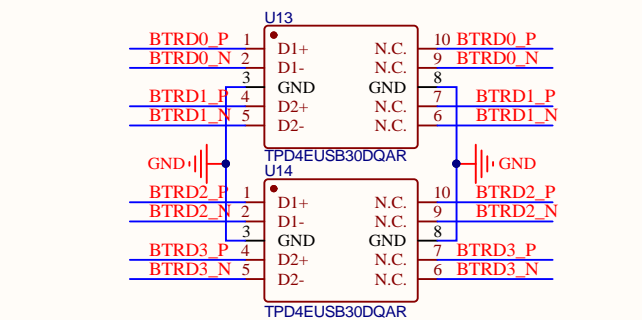 U13
BTRD0_P 1 D1+ N.C. 10 BTRD0_P
BTRD0_N 2 D1- N.C. 9 BTRD0_N
3 GND GND 8
BTRD1_P 4 D2+ N.C. 7 BTRD1_P
BTRD1_N 5 D2- N.C. 6 BTRD1_N
TPD4EUSB30DQAR
GND GND
U14
BTRD2_P 1 D1+ N.C. 10 BTRD2_P
BTRD2_N 2 D1- N.C. 9 BTRD2_N
3 GND GND 8
BTRD3_P 4 D2+ N.C. 7 BTRD3_P
BTRD3_N 5 D2- N.C. 6 BTRD3_N
TPD4EUSB30DQAR